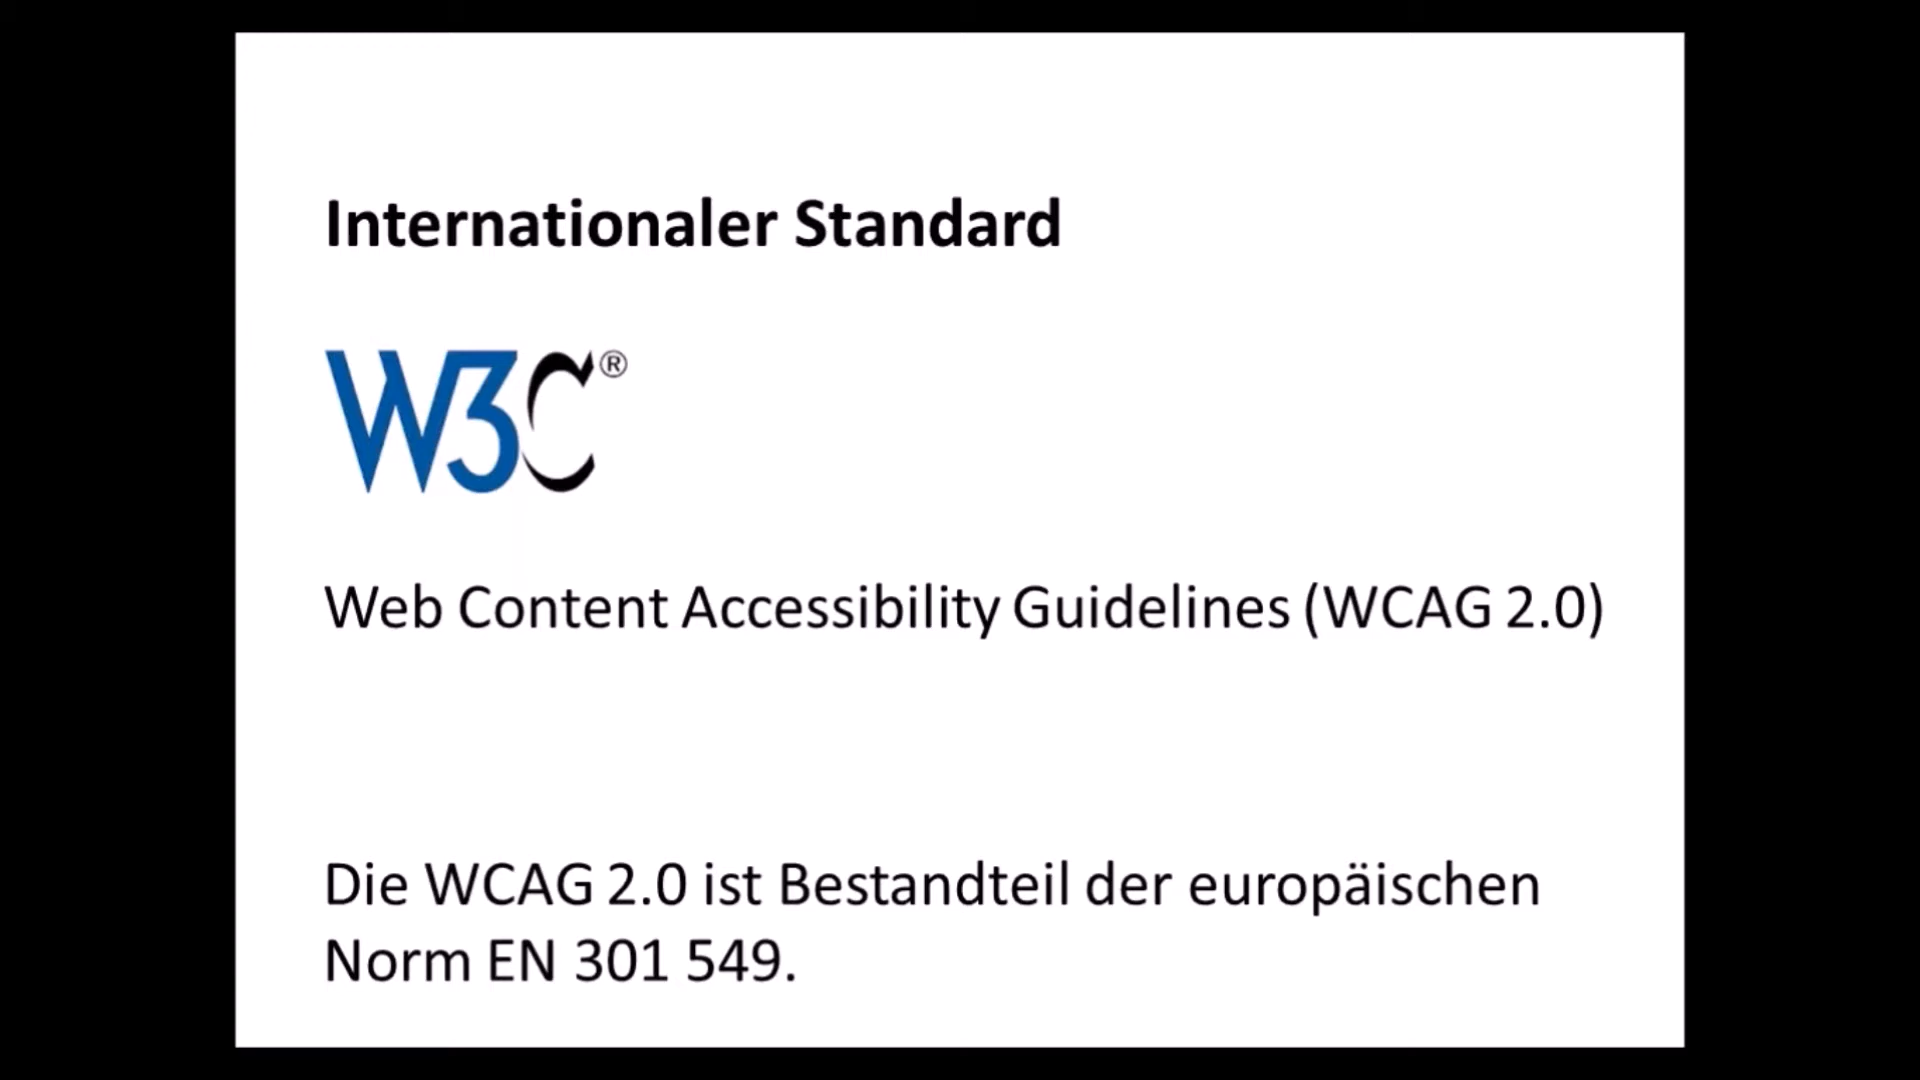 Internationaler Standard
W3C®
Web Content Accessibility Guidelines (WCAG 2.0)
Die WCAG 2.0 ist Bestandteil der europäischen
Norm EN 301 549.